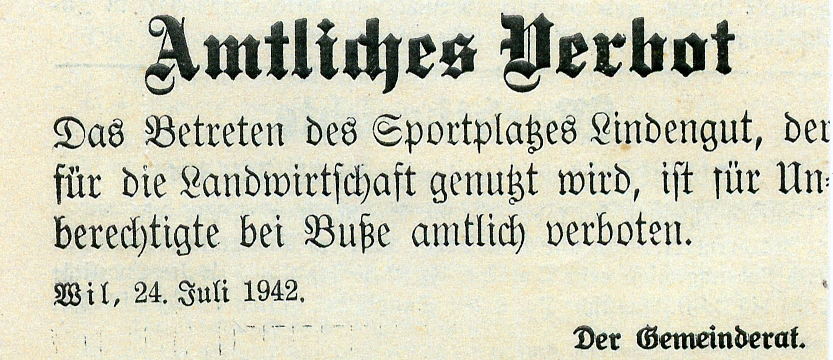 Amtliches Verbot
Das Betreten des Sportplatzes Lindengut, der
für die Landwirtschaft genutzt wird, ist für Un-
berechtigte bei Buße amtlich verboten.
Wil, 24. Juli 1942.
Der Gemeinderat.